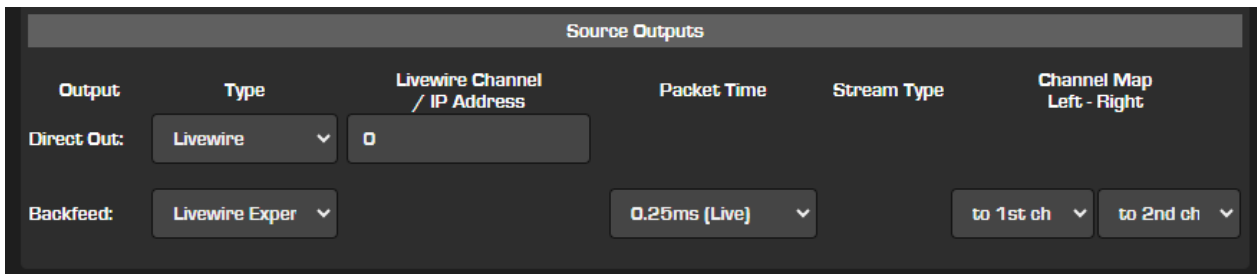 Source Outputs
Output Type Livewire Channel / IP Address Packet Time Stream Type Channel Map Left - Right
Direct Out: Livewire 0
Backfeed: Livewire Exper 0.25ms (Live) to 1st ch to 2nd ch